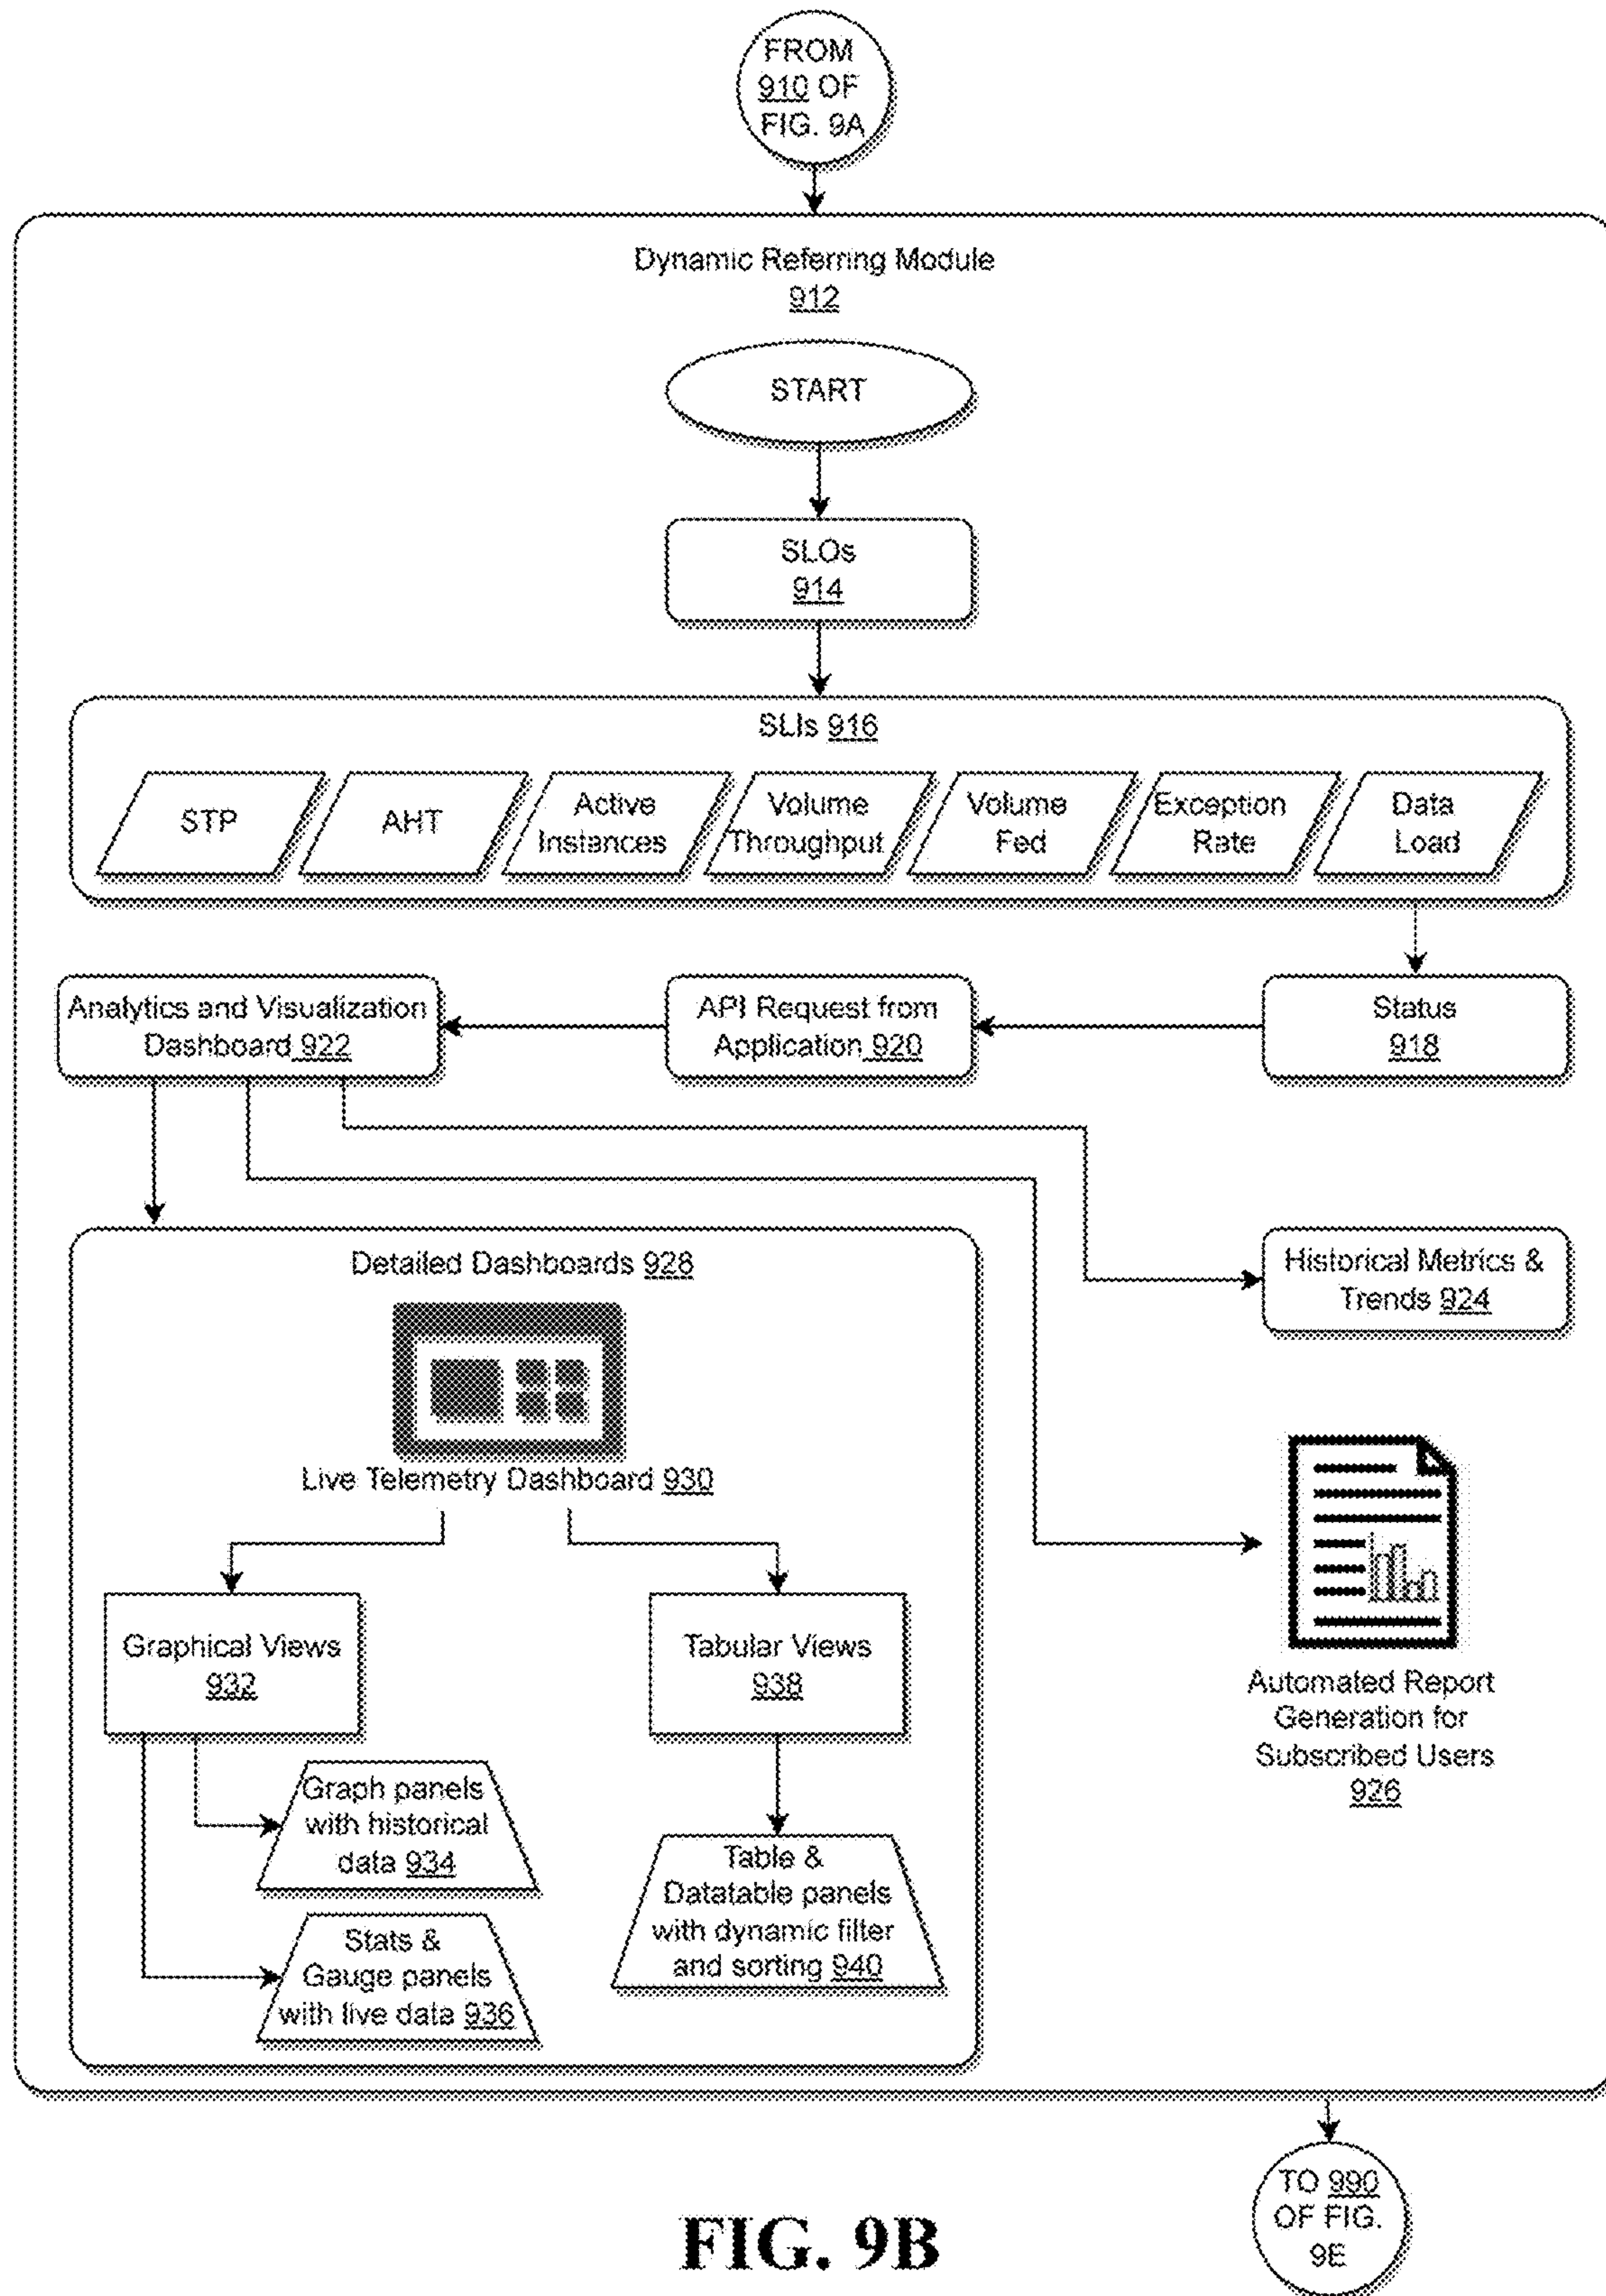 FROM
910 OF
FIG. 9A
Dynamic Referring Module
912
START
SLOs
914
SLIs 916
STP
AHT
Active
Instances
Volume
Throughput
Volume
Fed
Exception
Rate
Data
Load
Analytics and Visualization
Dashboard 922
API Request from
Application 920
Status
918
Detailed Dashboards 928
Historical Metrics &
Trends 924
Live Telemetry Dashboard 930
Graphical Views
932
Tabular Views
938
Automated Report
Generation for
Subscribed Users
926
Graph panels
with historical
data 934
Table &
Datatable panels
with dynamic filter
and sorting 940
Stats &
Gauge panels
with live data 936
TO 990
OF FIG.
9E
FIG. 9B